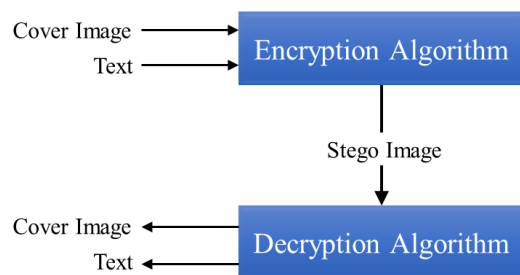 Cover Image
Text
Encryption Algorithm
Stego Image
Cover Image
Text
Decryption Algorithm